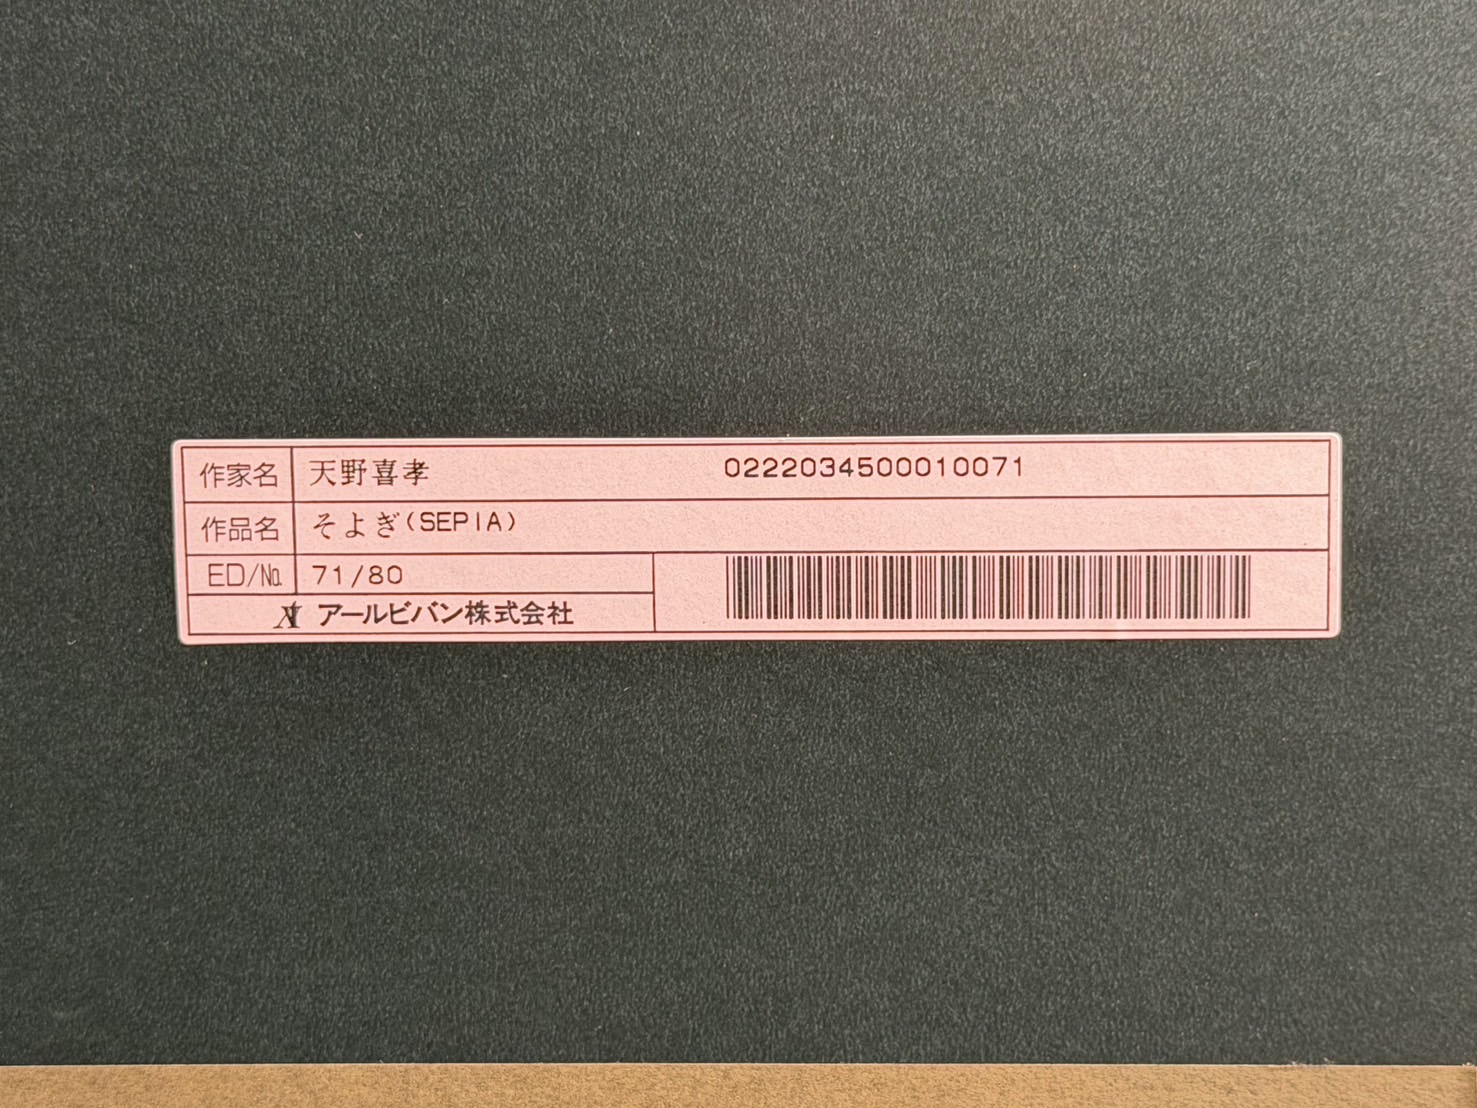 作家名 天野喜孝 0222034500010071
作品名 そよぎ(SEPIA)
ED/№ 71/80
アールビバン株式会社